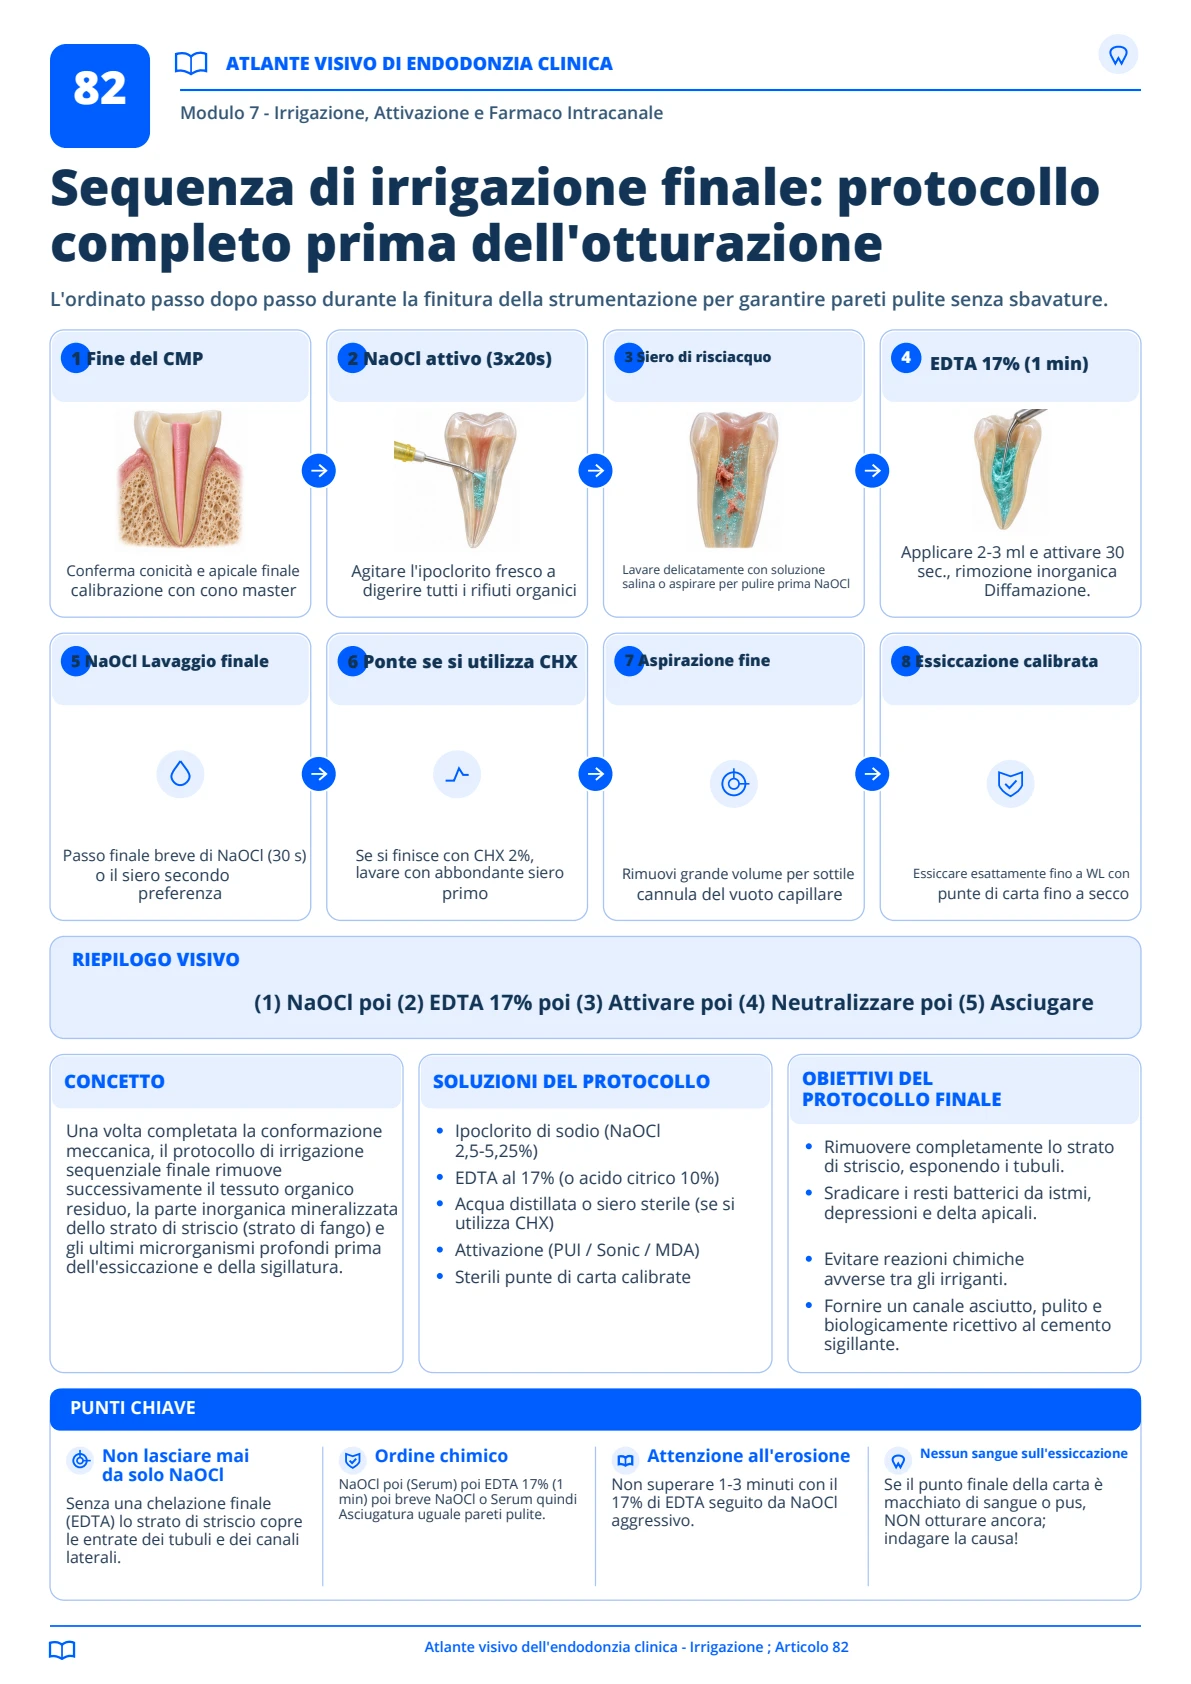 82
ATLANTE VISIVO DI ENDODONZIA CLINICA
Modulo 7 - Irrigazione, Attivazione e Farmaco Intracanale
Sequenza di irrigazione finale: protocollo
completo prima dell'otturazione
L'ordinato passo dopo passo durante la finitura della strumentazione per garantire pareti pulite senza sbavature.
1 Fine del CMP
Conferma conicità e apicale finale
calibrazione con cono master
2 NaOCl attivo (3x20s)
Agitare l'ipoclorito fresco a
digerire tutti i rifiuti organici
3 Siero di risciacquo
Lavare delicatamente con soluzione
salina o aspirare per pulire prima NaOCl
4 EDTA 17% (1 min)
Applicare 2-3 ml e attivare 30
sec., rimozione inorganica
Diffamazione.
5 NaOCl Lavaggio finale
Passo finale breve di NaOCl (30 s)
o il siero secondo
preferenza
6 Ponte se si utilizza CHX
Se si finisce con CHX 2%,
lavare con abbondante siero
primo
7 Aspirazione fine
Rimuovi grande volume per sottile
cannula del vuoto capillare
8 Essiccazione calibrata
Essiccare esattamente fino a WL con
punte di carta fino a secco
RIEPILOGO VISIVO
(1) NaOCl poi (2) EDTA 17% poi (3) Attivare poi (4) Neutralizzare poi (5) Asciugare
CONCETTO
Una volta completata la conformazione
meccanica, il protocollo di irrigazione
sequenziale finale rimuove
successivamente il tessuto organico
residuo, la parte inorganica mineralizzata
dello strato di striscio (strato di fango) e
gli ultimi microrganismi profondi prima
dell'essiccazione e della sigillatura.
SOLUZIONI DEL PROTOCOLLO
• Ipoclorito di sodio (NaOCl
2,5-5,25%)
• EDTA al 17% (o acido citrico 10%)
• Acqua distillata o siero sterile (se si
utilizza CHX)
• Attivazione (PUI / Sonic / MDA)
• Sterili punte di carta calibrate
OBIETTIVI DEL
PROTOCOLLO FINALE
• Rimuovere completamente lo strato
di striscio, esponendo i tubuli.
• Sradicare i resti batterici da istmi,
depressioni e delta apicali.
• Evitare reazioni chimiche
avverse tra gli irriganti.
• Fornire un canale asciutto, pulito e
biologicamente ricettivo al cemento
sigillante.
PUNTI CHIAVE
Non lasciare mai
da solo NaOCl
Senza una chelazione finale
(EDTA) lo strato di striscio copre
le entrate dei tubuli e dei canali
laterali.
Ordine chimico
NaOCl poi (Serum) poi EDTA 17% (1
min) poi breve NaOCl o Serum quindi
Asciugatura uguale pareti pulite.
Attenzione all'erosione
Non superare 1-3 minuti con il
17% di EDTA seguito da NaOCl
aggressivo.
Nessun sangue sull'essiccazione
Se il punto finale della carta è
macchiato di sangue o pus,
NON otturare ancora;
indagare la causa!
Atlante visivo dell'endodonzia clinica - Irrigazione ; Articolo 82